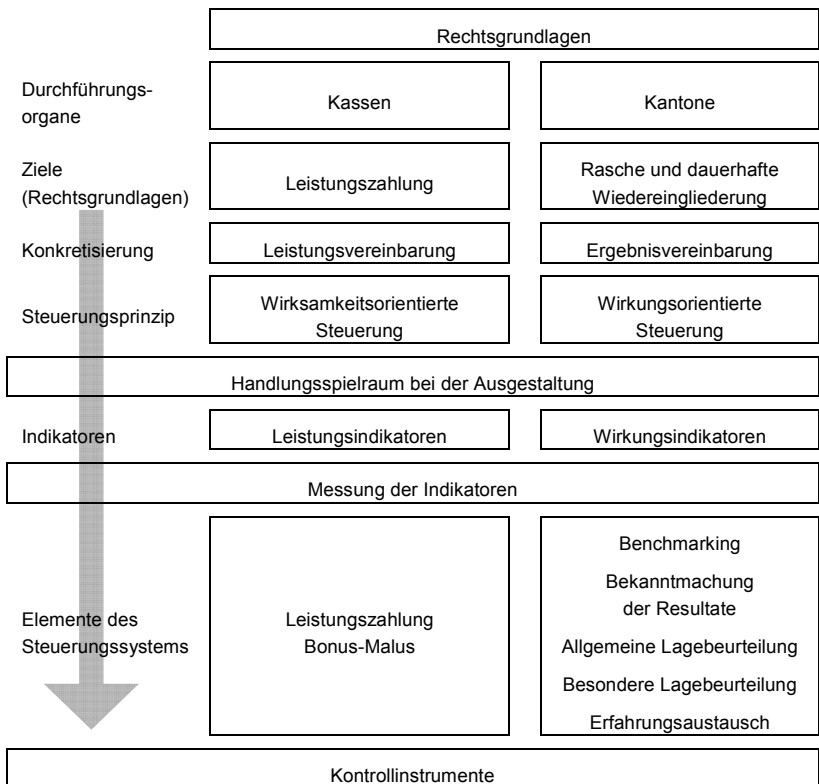 Rechtsgrundlagen
Durchführungs-
organe
Kassen
Kantone
Ziele
(Rechtsgrundlagen)
Leistungszahlung
Rasche und dauerhafte
Wiedereingliederung
Konkretisierung
Leistungsvereinbarung
Ergebnisvereinbarung
Steuerungsprinzip
Wirksamkeitsorientierte
Steuerung
Wirkungsorientierte
Steuerung
Handlungsspielraum bei der Ausgestaltung
Indikatoren
Leistungsindikatoren
Wirkungsindikatoren
Messung der Indikatoren
Elemente des
Steuerungssystems
Leistungszahlung
Bonus-Malus
Benchmarking
Bekanntmachung
der Resultate
Allgemeine Lagebeurteilung
Besondere Lagebeurteilung
Erfahrungsaustausch
Kontrollinstrumente